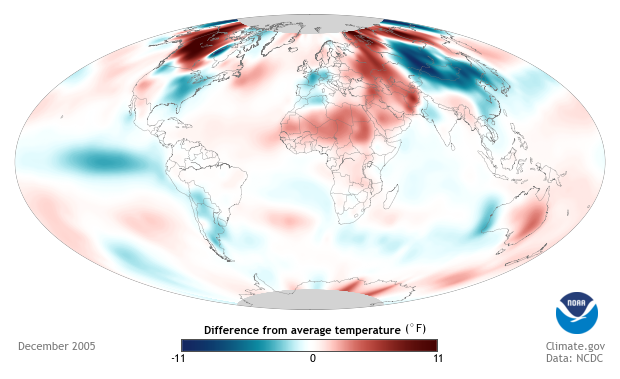 Difference from average temperature (°F)
-11 0 11
December 2005
NOAA
Climate.gov
Data: NCDC